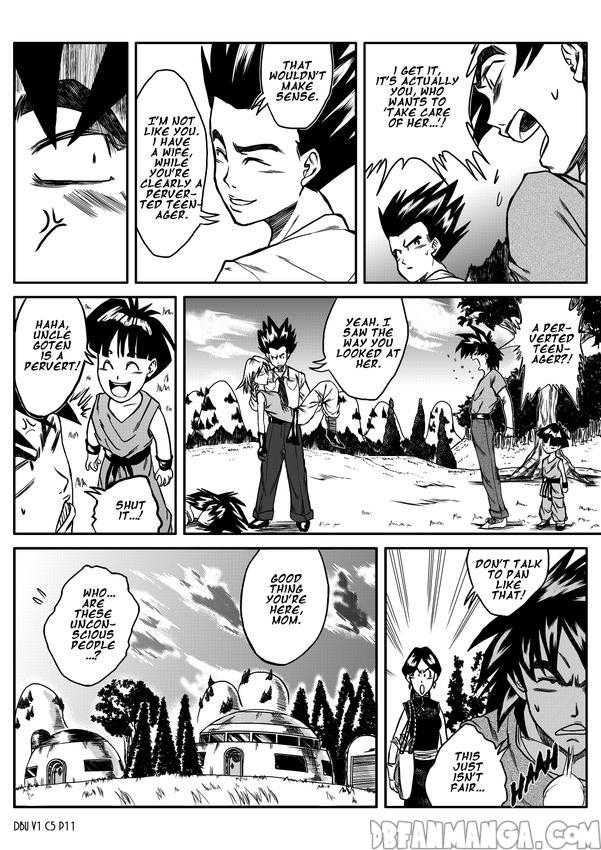 I GET IT,
IT'S ACTUALLY
YOU, WHO
WANTS TO
'TAKE CARE
OF HER...'!
THAT
WOULDN'T
MAKE
SENSE.
I'M NOT
LIKE YOU.
I HAVE
A WIFE,
WHILE
YOU'RE
CLEARLY A
PERVER-
TED TEEN-
AGER.
A PER-
VERTED
TEEN-
AGER?!
YEAH. I
SAW THE
WAY YOU
LOOKED AT
HER.
HAHA,
UNCLE
GOTEN
IS A
PERVERT!
SHUT
IT...!
DON'T TALK
TO PAN
LIKE
THAT!
THIS
JUST
ISN'T
FAIR...
HAAH
GOOD
THING
YOU'RE
HERE,
MOM.
WHO...
ARE
THESE
UNCON-
SCIOUS
PEOPLE
...?
DBU V1 C5 P11
DBFANMANGA.COM